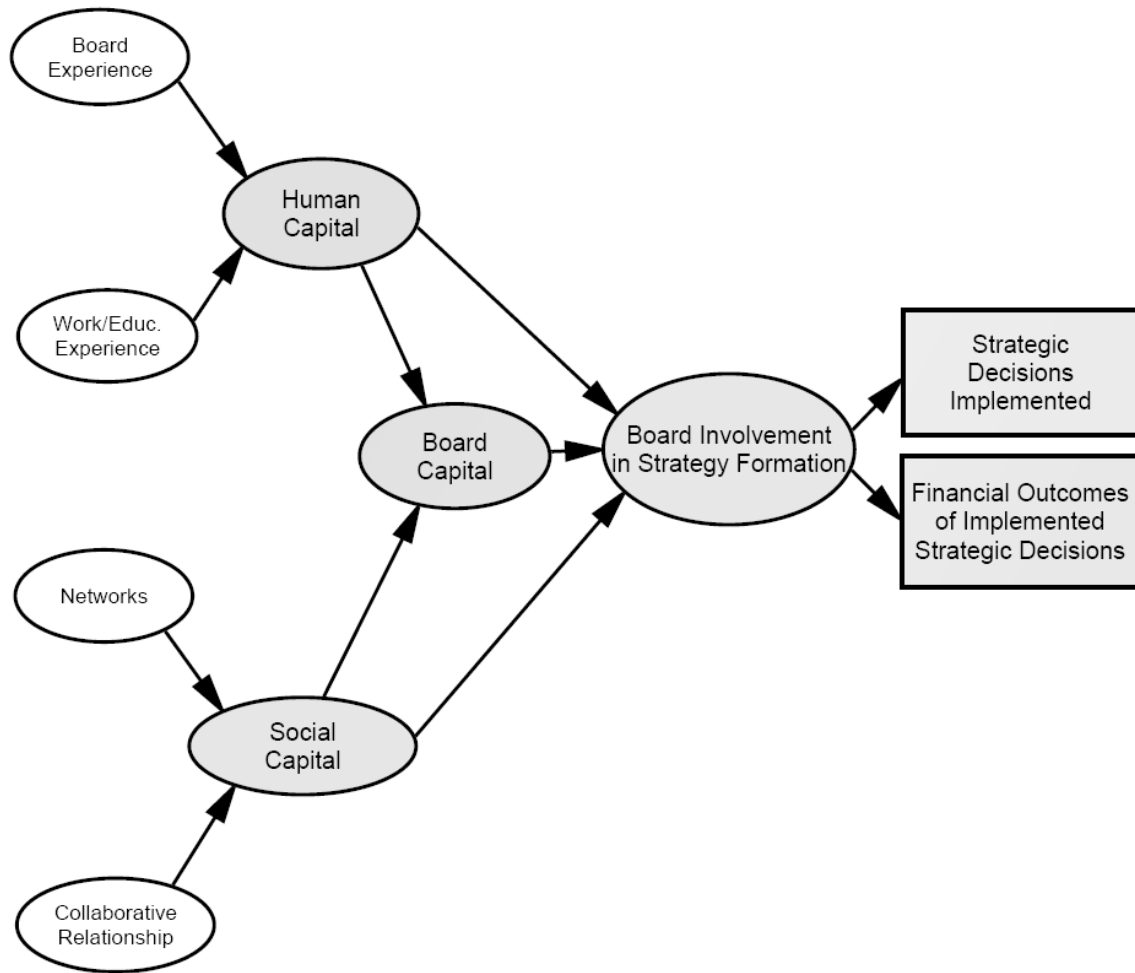 Board
Experience
Human
Capital
Work/Educ.
Experience
Strategic
Decisions
Implemented
Board
Capital
Board Involvement
in Strategy Formation
Financial Outcomes
of Implemented
Strategic Decisions
Networks
Social
Capital
Collaborative
Relationship